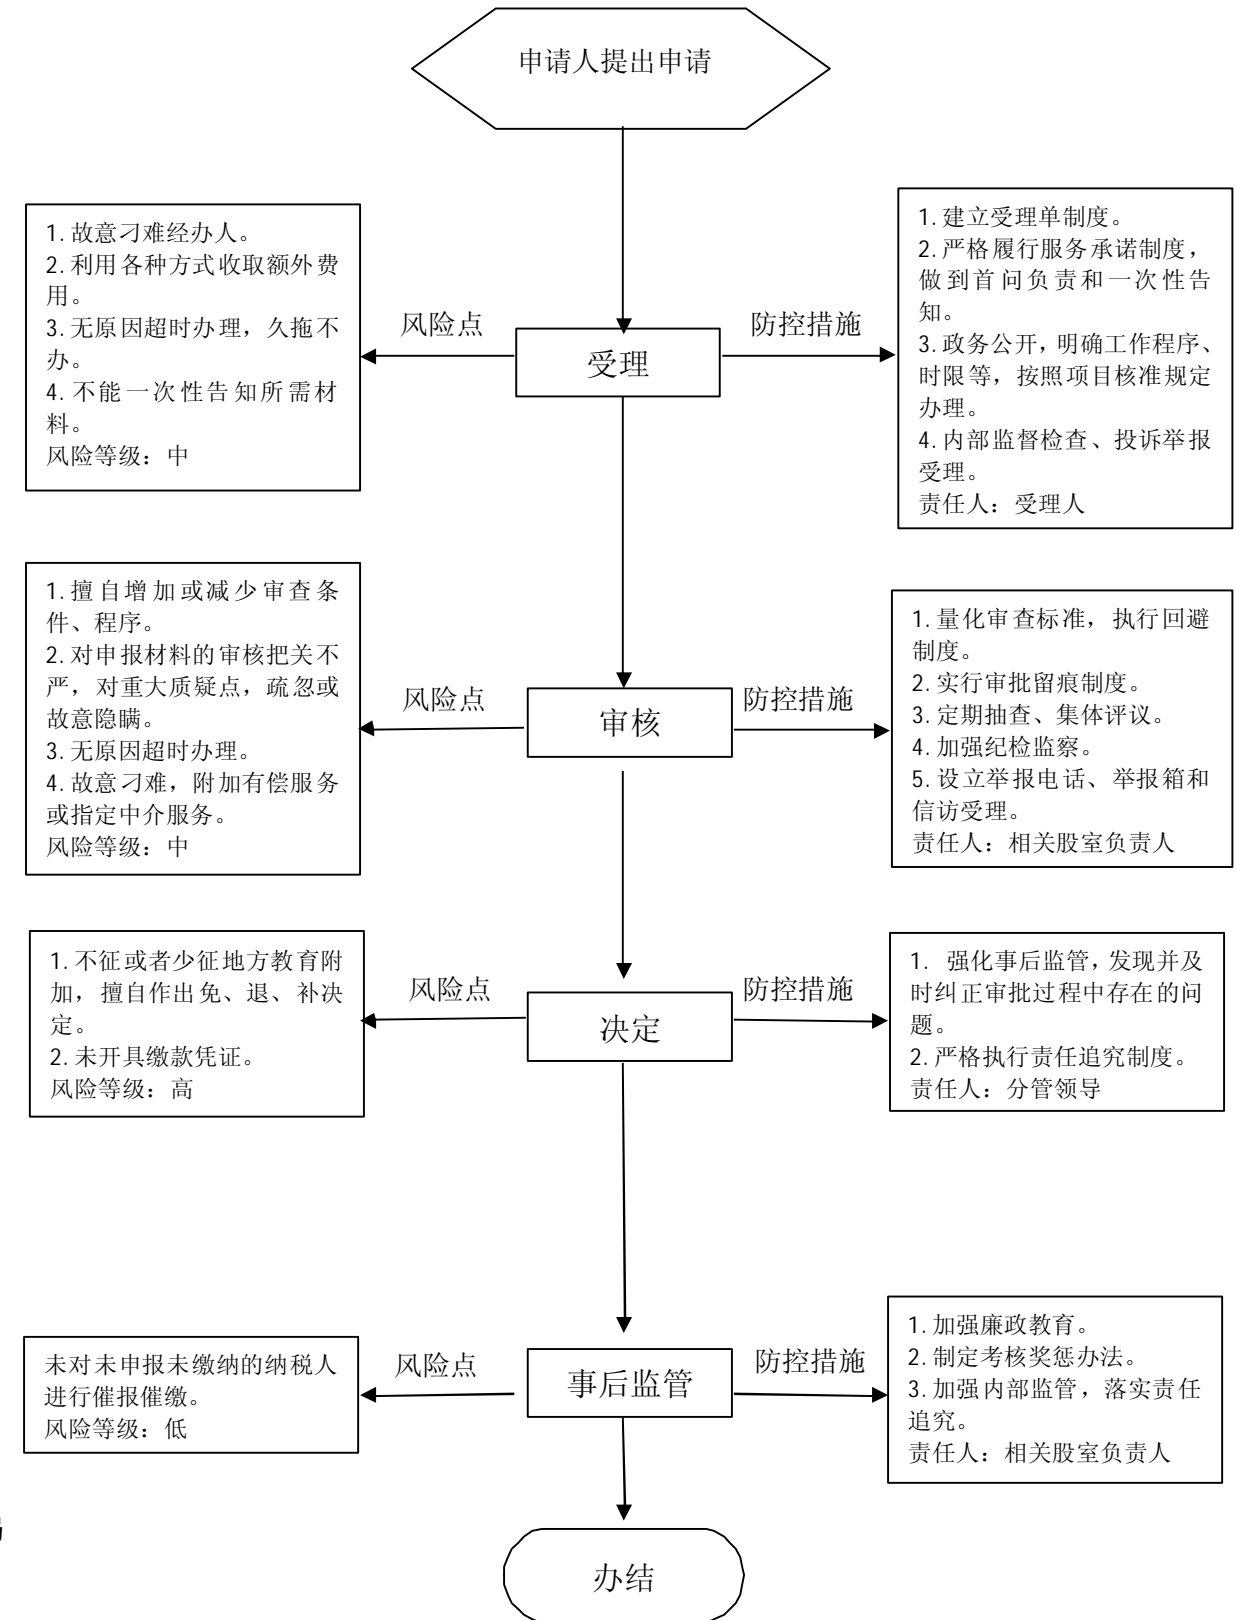 申请人提出申请
1.故意刁难经办人。
2.利用各种方式收取额外费
用。
3.无原因超时办理，久拖不
办。
4.不能一次性告知所需材
料。
风险等级：中
风险点
受理
防控措施
1.建立受理单制度。
2.严格履行服务承诺制度，
做到首问负责和一次性告
知。
3.政务公开，明确工作程序、
时限等，按照项目核准规定
办理。
4.内部监督检查、投诉举报
受理。
责任人：受理人
1.擅自增加或减少审查条
件、程序。
2.对申报材料的审核把关不
严，对重大质疑点，疏忽或
故意隐瞒。
3.无原因超时办理。
4.故意刁难，附加有偿服务
或指定中介服务。
风险等级：中
风险点
审核
防控措施
1.量化审查标准，执行回避
制度。
2.实行审批留痕制度。
3.定期抽查、集体评议。
4.加强纪检监察。
5.设立举报电话、举报箱和
信访受理。
责任人：相关股室负责人
1.不征或者少征地方教育附
加，擅自作出免、退、补决
定。
2.未开具缴款凭证。
风险等级：高
风险点
决定
防控措施
1. 强化事后监管，发现并及
时纠正审批过程中存在的问
题。
2.严格执行责任追究制度。
责任人：分管领导
未对未申报未缴纳的纳税人
进行催报催缴。
风险等级：低
风险点
事后监管
防控措施
1.加强廉政教育。
2.制定考核奖惩办法。
3.加强内部监管，落实责任
追究。
责任人：相关股室负责人
办结